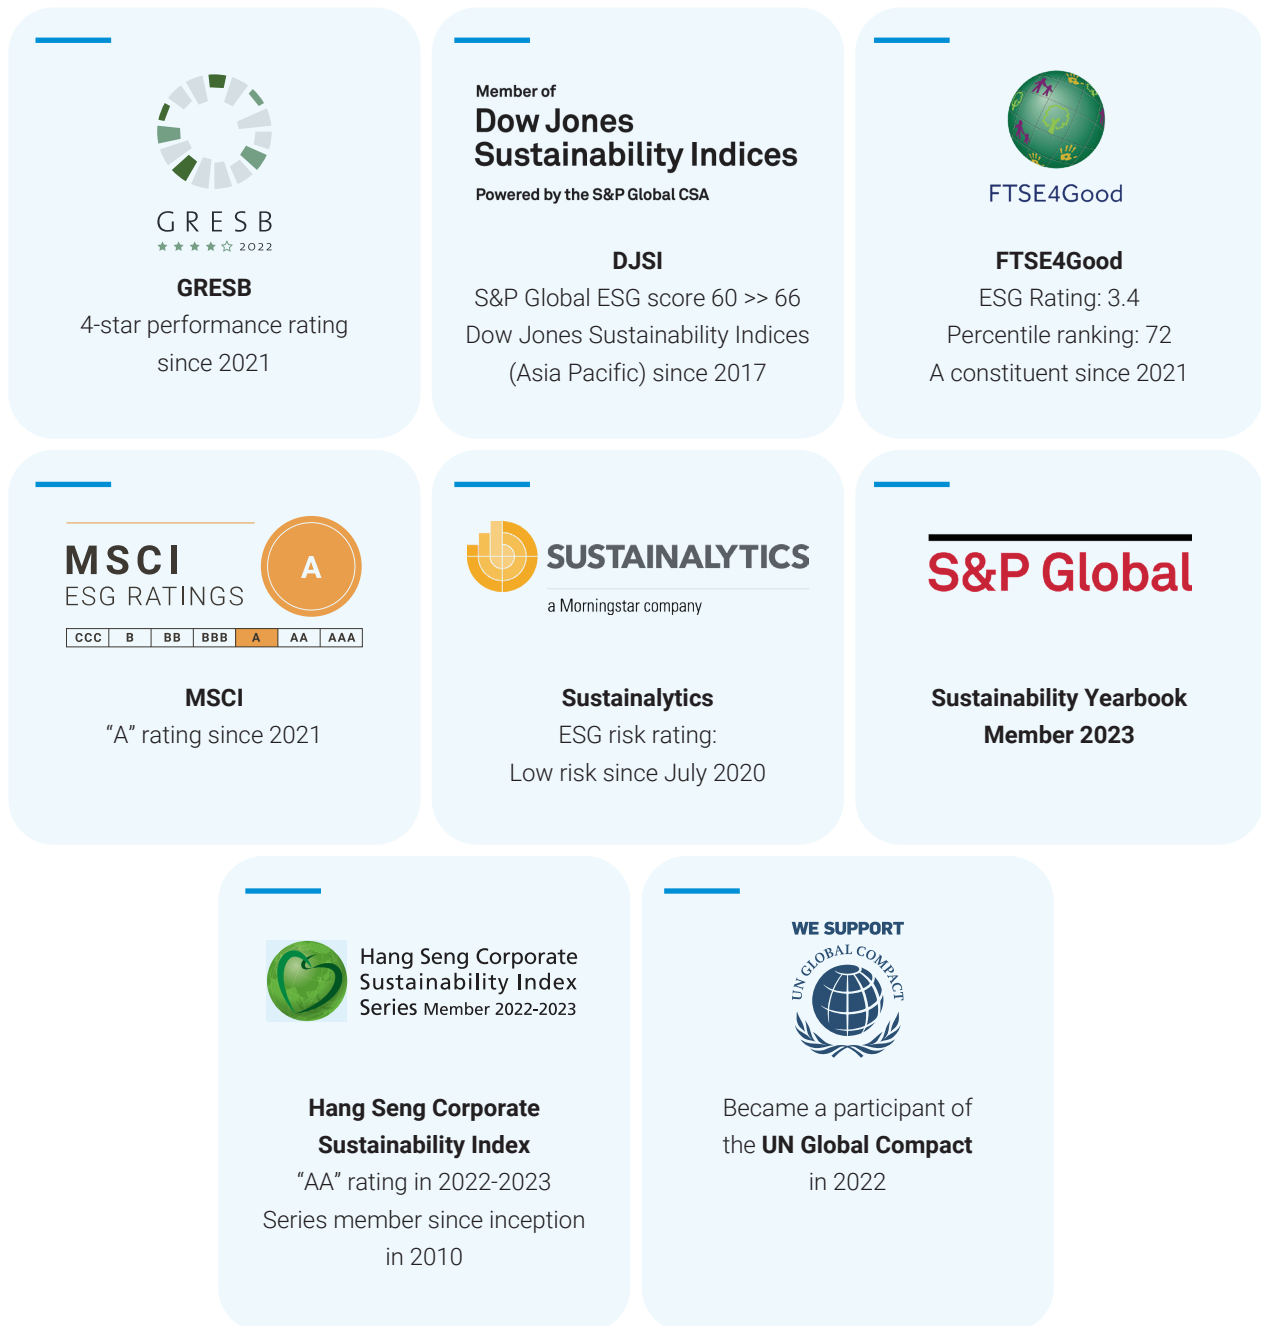 GRESB
2022
GRESB
4-star performance rating
since 2021
Member of
Dow Jones
Sustainability Indices
Powered by the S&P Global CSA
DJSI
S&P Global ESG score 60 >> 66
Dow Jones Sustainability Indices
(Asia Pacific) since 2017
FTSE4Good
FTSE4Good
ESG Rating: 3.4
Percentile ranking: 72
A constituent since 2021
MSCI
ESG RATINGS
A
CCC B BB BBB A AA AAA
MSCI
“A” rating since 2021
SUSTAINALYTICS
a Morningstar company
Sustainalytics
ESG risk rating:
Low risk since July 2020
S&P Global
Sustainability Yearbook
Member 2023
Hang Seng Corporate
Sustainability Index
Series Member 2022-2023
Hang Seng Corporate
Sustainability Index
“AA” rating in 2022-2023
Series member since inception
in 2010
WE SUPPORT
UN GLOBAL COMPACT
Became a participant of
the UN Global Compact
in 2022